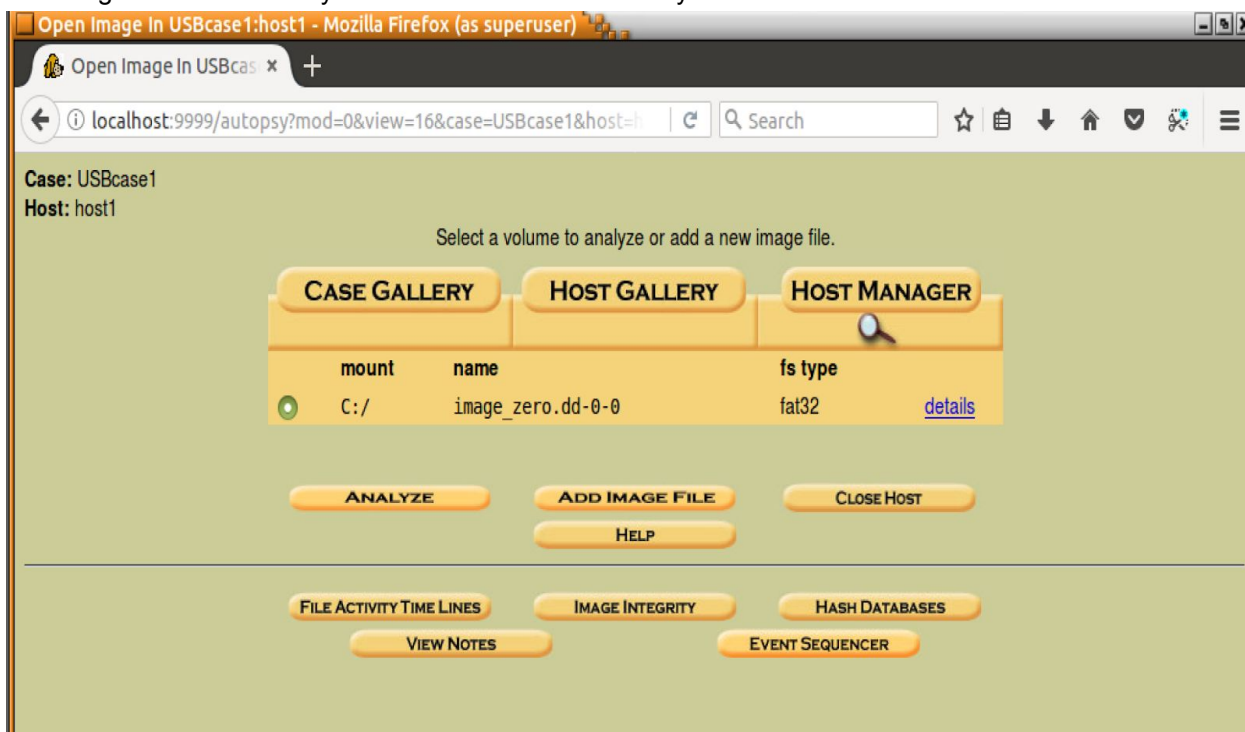 Open Image In USBcase1:host1 - Mozilla Firefox (as superuser)
Open Image In USBcas
localhost:9999/autopsy?mod=0&view=16&case=USBcase1&host=h
Search
Case: USBcase1
Host: host1
Select a volume to analyze or add a new image file.
CASE GALLERY HOST GALLERY HOST MANAGER
mount name fs type
C:/ image_zero.dd-0-0 fat32 details
ANALYZE ADD IMAGE FILE CLOSE HOST
HELP
FILE ACTIVITY TIME LINES IMAGE INTEGRITY HASH DATABASES
VIEW NOTES EVENT SEQUENCER